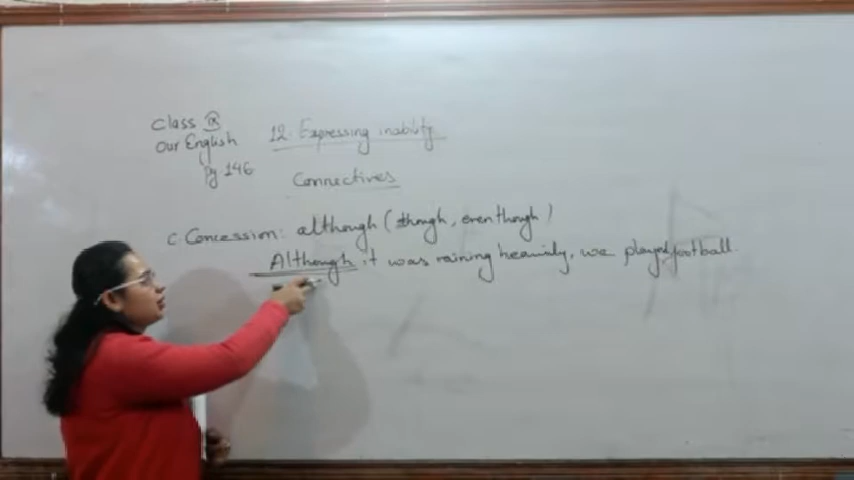 Class IX
Our English
Pg 146
12. Expressing inability
Connectives
c Concession: although (though, even though)
Although it was raining heavinly, we played football.